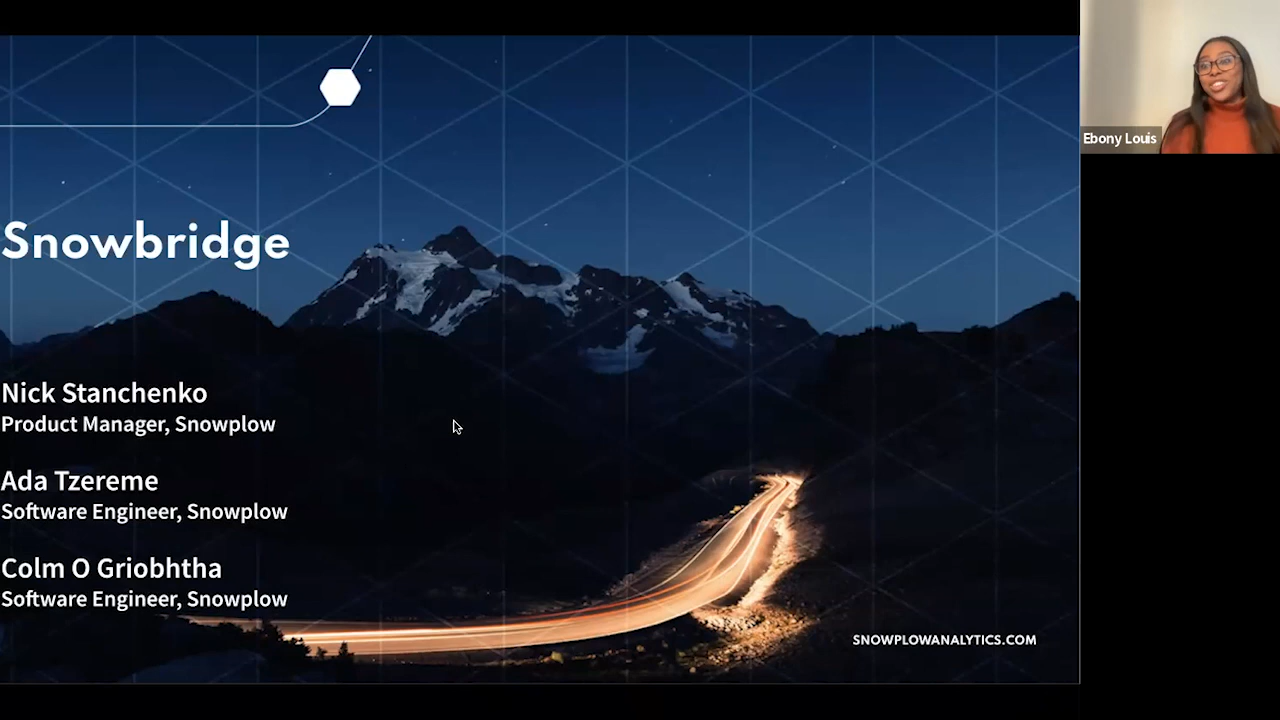 Snowbridge
Nick Stanchenko
Product Manager, Snowplow
Ada Tzereme
Software Engineer, Snowplow
Colm O Griobhtha
Software Engineer, Snowplow
SNOWPLOWANALYTICS.COM
Ebony Louis